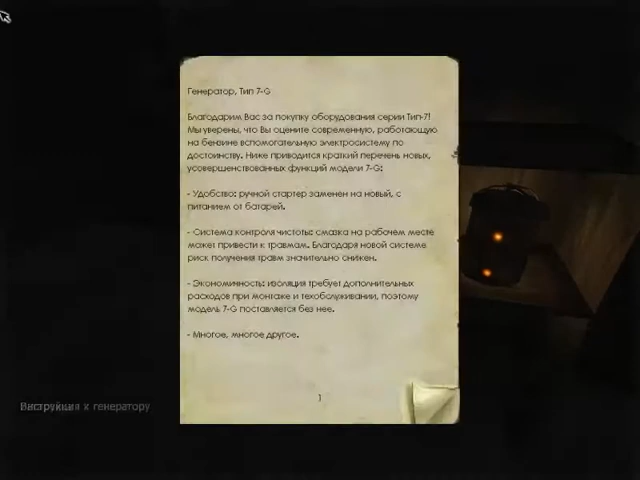 Генератор, Тип 7-G
Благодарим Вас за покупку оборудования серии Тип-7!
Мы уверены, что Вы оцените современную, работающую
на бензине вспомогательную электросистему по
достоинству. Ниже приводится краткий перечень новых,
усовершенствованных функций модели 7-G:
- Удобство: ручной стартер заменен на новый, с
питанием от батарей.
- Система контроля чистоты: смазка на рабочем месте
может привести к травмам. Благодаря новой системе
риск получения травм значительно снижен.
- Экономичность: изоляция требует дополнительных
расходов при монтаже и техобслуживании, поэтому
модель 7-G поставляется без нее.
- Многое, многое другое.
1
Инструкция к генератору